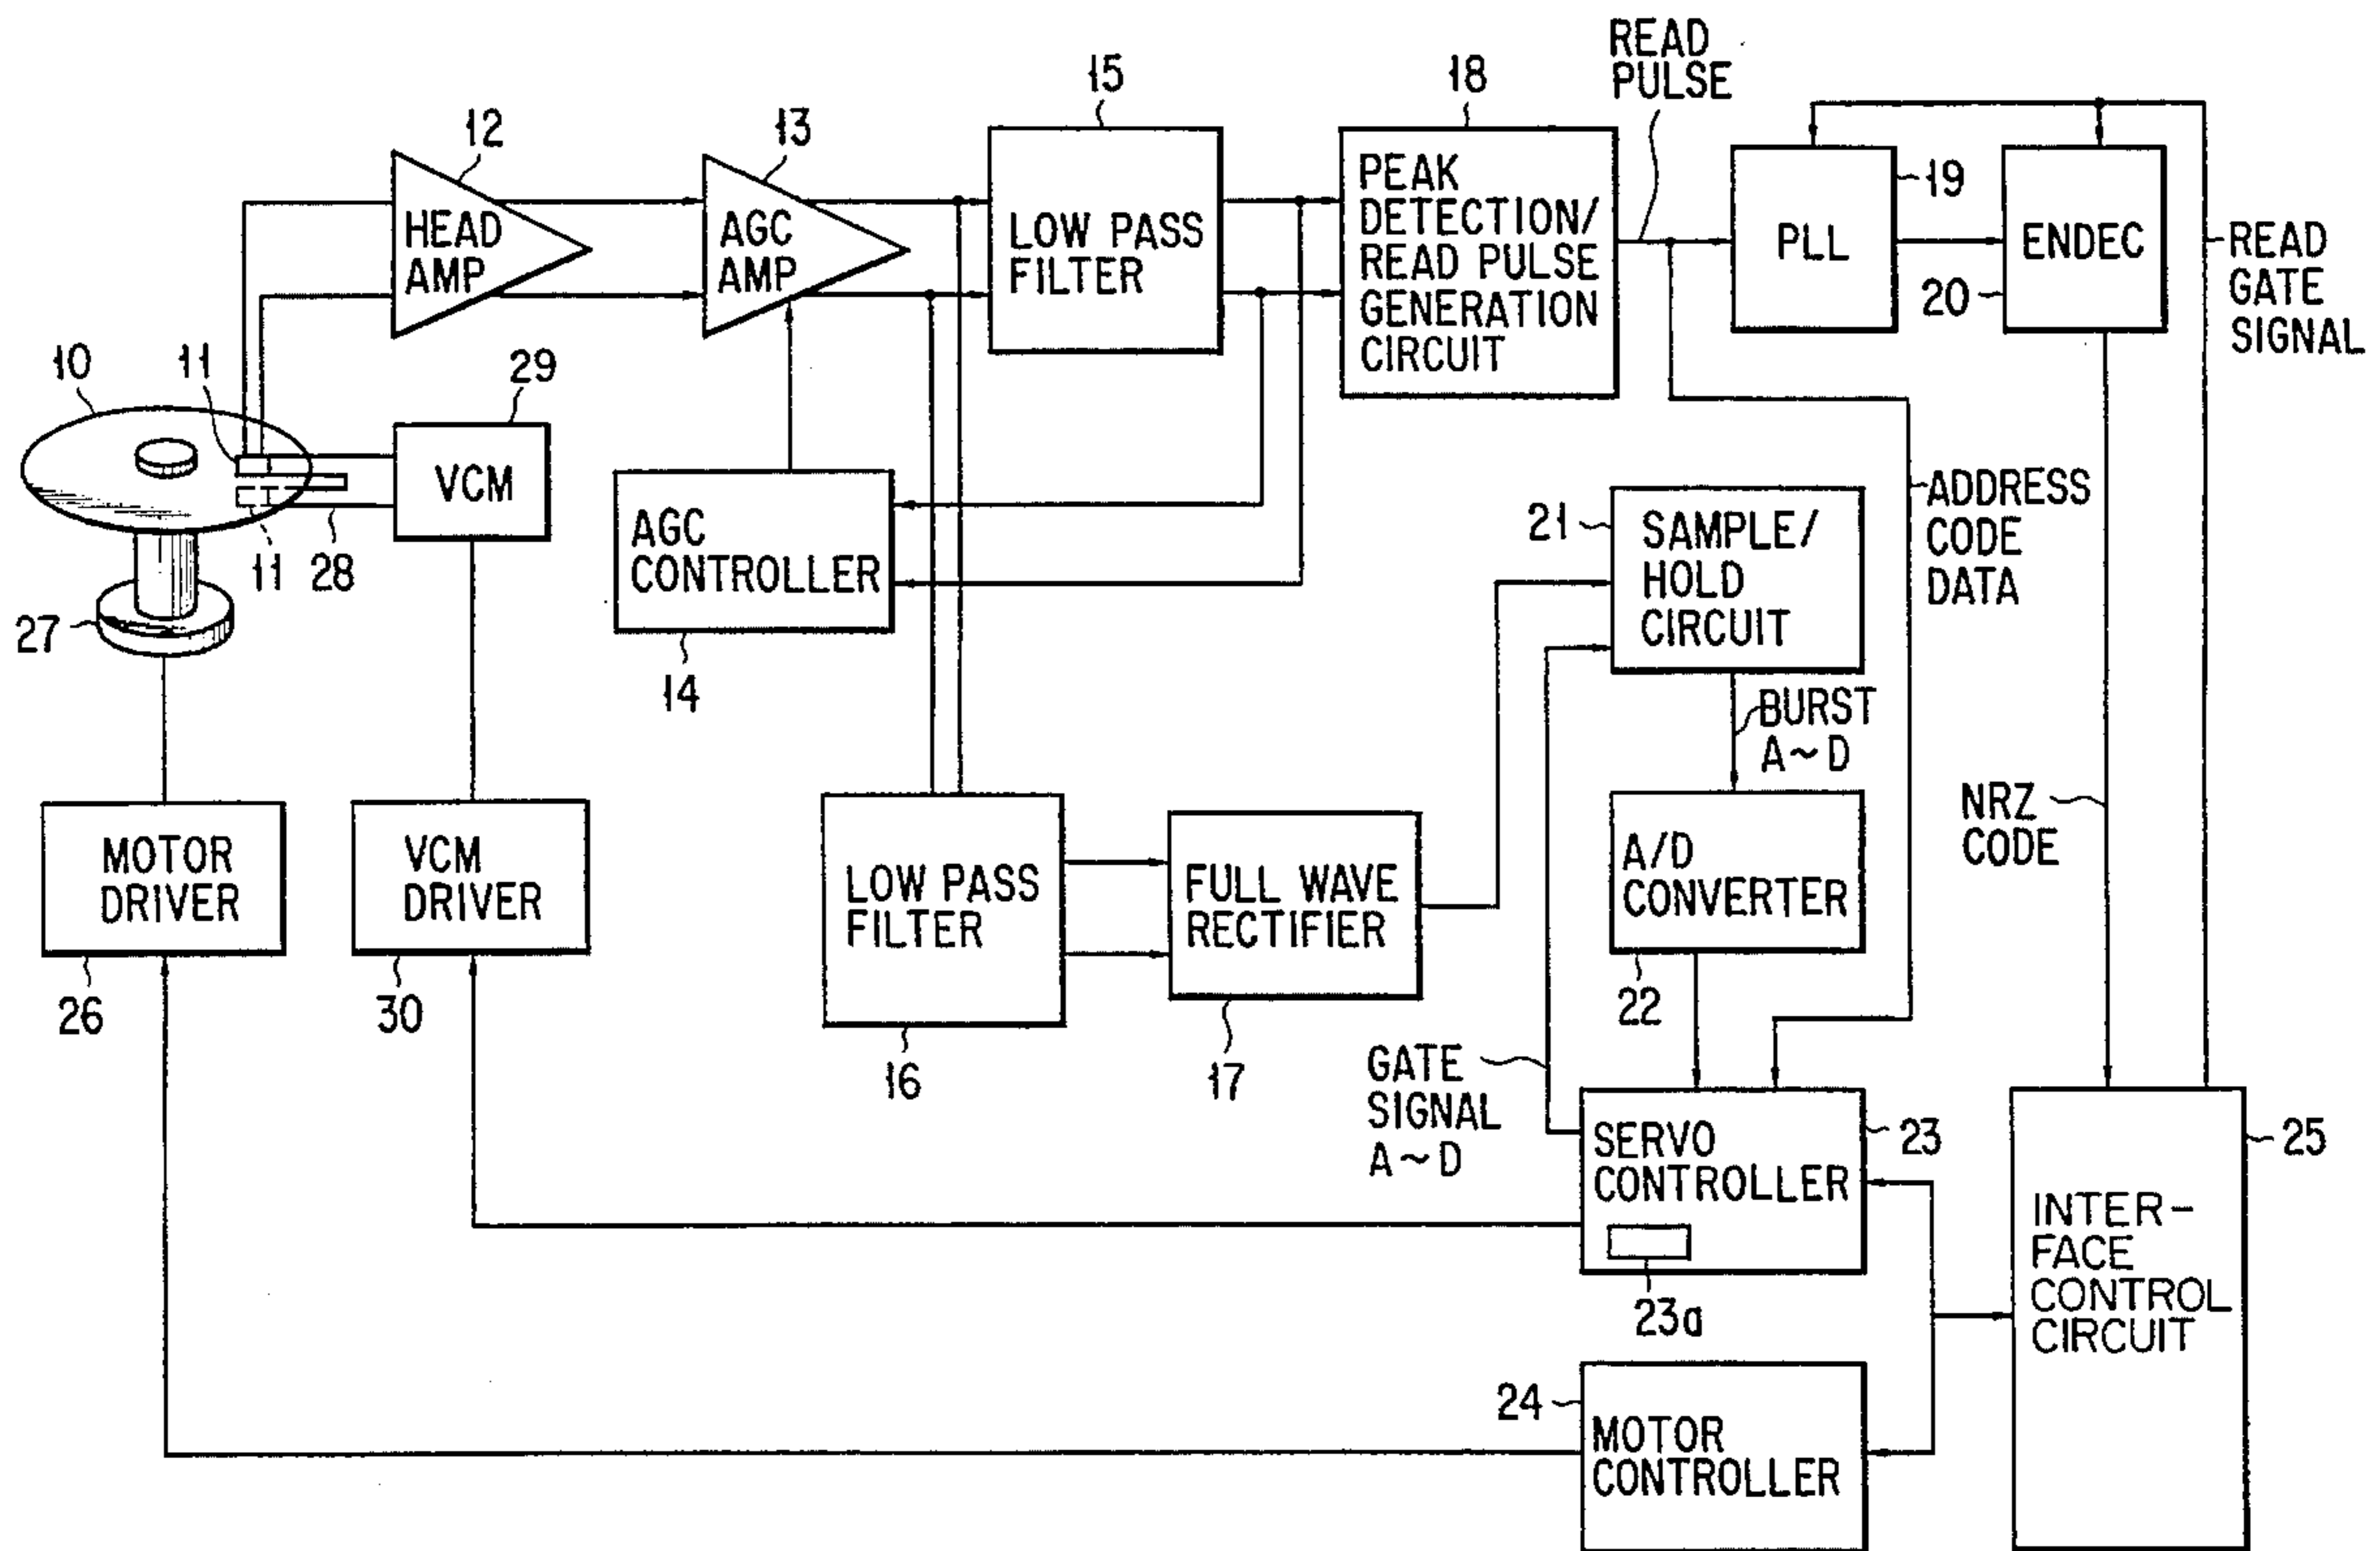 READ
PULSE
15
18
12
13
HEAD
AMP
AGC
AMP
LOW PASS
FILTER
PEAK
DETECTION/
READ PULSE
GENERATION
CIRCUIT
PLL
19
ENDEC
20
READ
GATE
SIGNAL
10
11
29
VCM
11
28
27
AGC
CONTROLLER
14
21
SAMPLE/
HOLD
CIRCUIT
ADDRESS
CODE
DATA
BURST
A~D
NRZ
CODE
MOTOR
DRIVER
26
VCM
DRIVER
30
LOW PASS
FILTER
16
FULL WAVE
RECTIFIER
17
A/D
CONVERTER
22
GATE
SIGNAL
A~D
SERVO
CONTROLLER
23
23a
25
INTER-
FACE
CONTROL
CIRCUIT
24
MOTOR
CONTROLLER